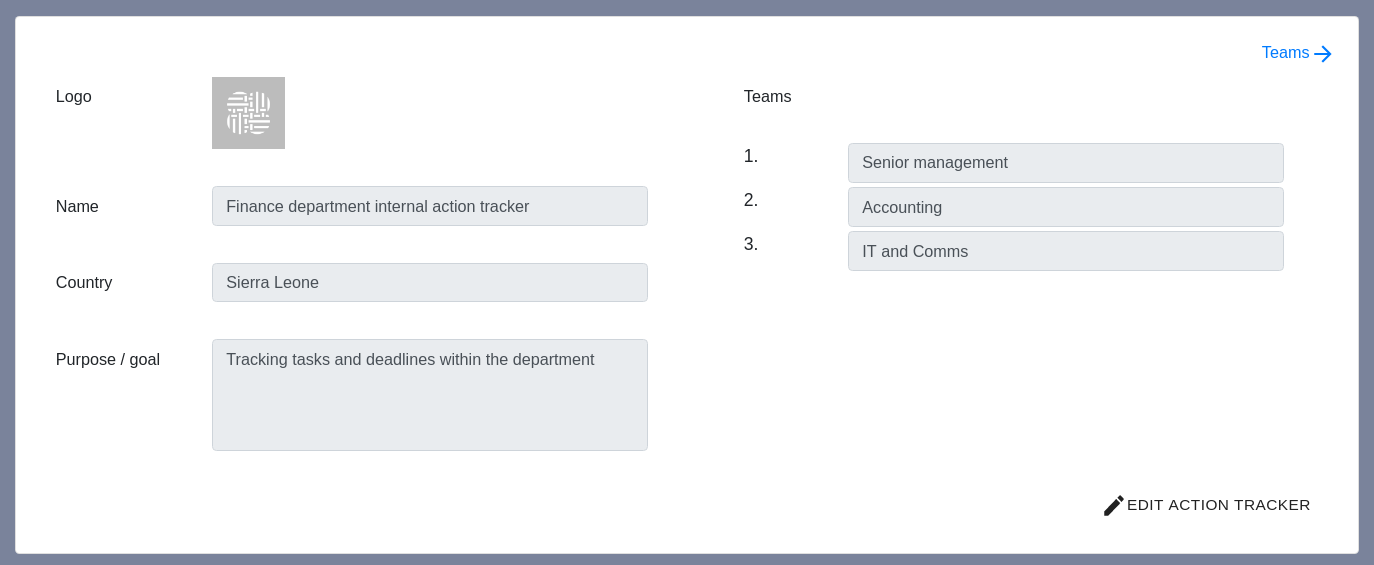 Teams
Logo
Name
Finance department internal action tracker
Country
Sierra Leone
Purpose / goal
Tracking tasks and deadlines within the department
Teams
1. Senior management
2. Accounting
3. IT and Comms
EDIT ACTION TRACKER